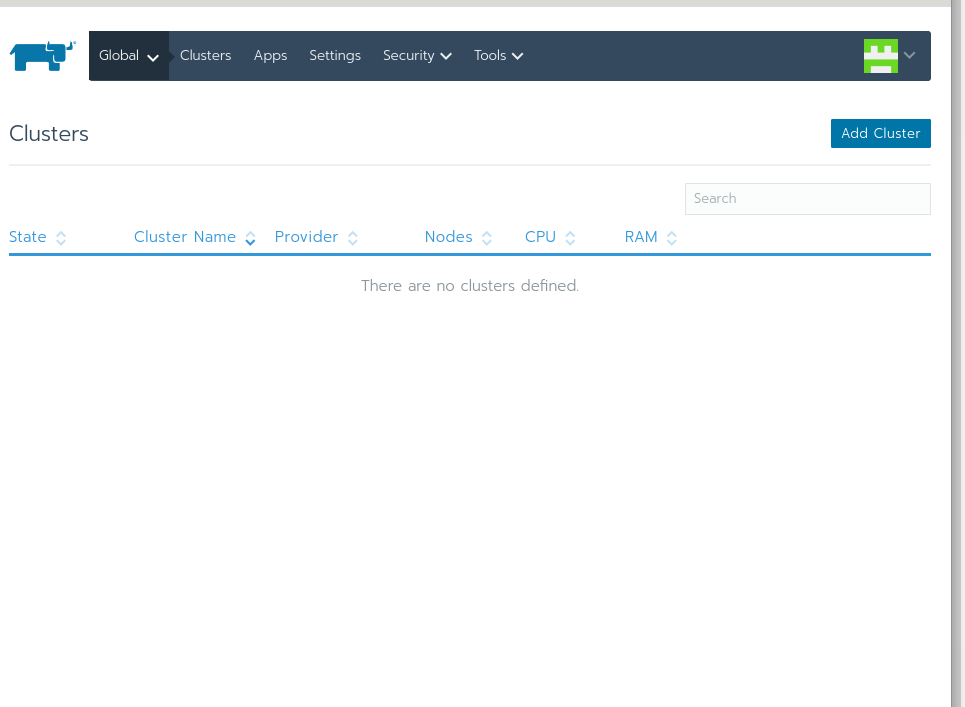 Global Clusters Apps Settings Security Tools
Clusters
Add Cluster
Search
State Cluster Name Provider Nodes CPU RAM
There are no clusters defined.